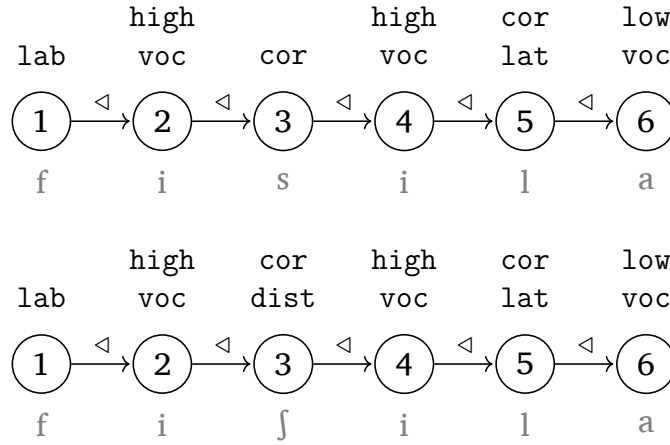 high high cor low
lab voc cor voc lat voc
◁ ◁ ◁ ◁ ◁
1 2 3 4 5 6
f i s i l a
high cor high cor low
lab voc dist voc lat voc
◁ ◁ ◁ ◁ ◁
1 2 3 4 5 6
f i ʃ i l a